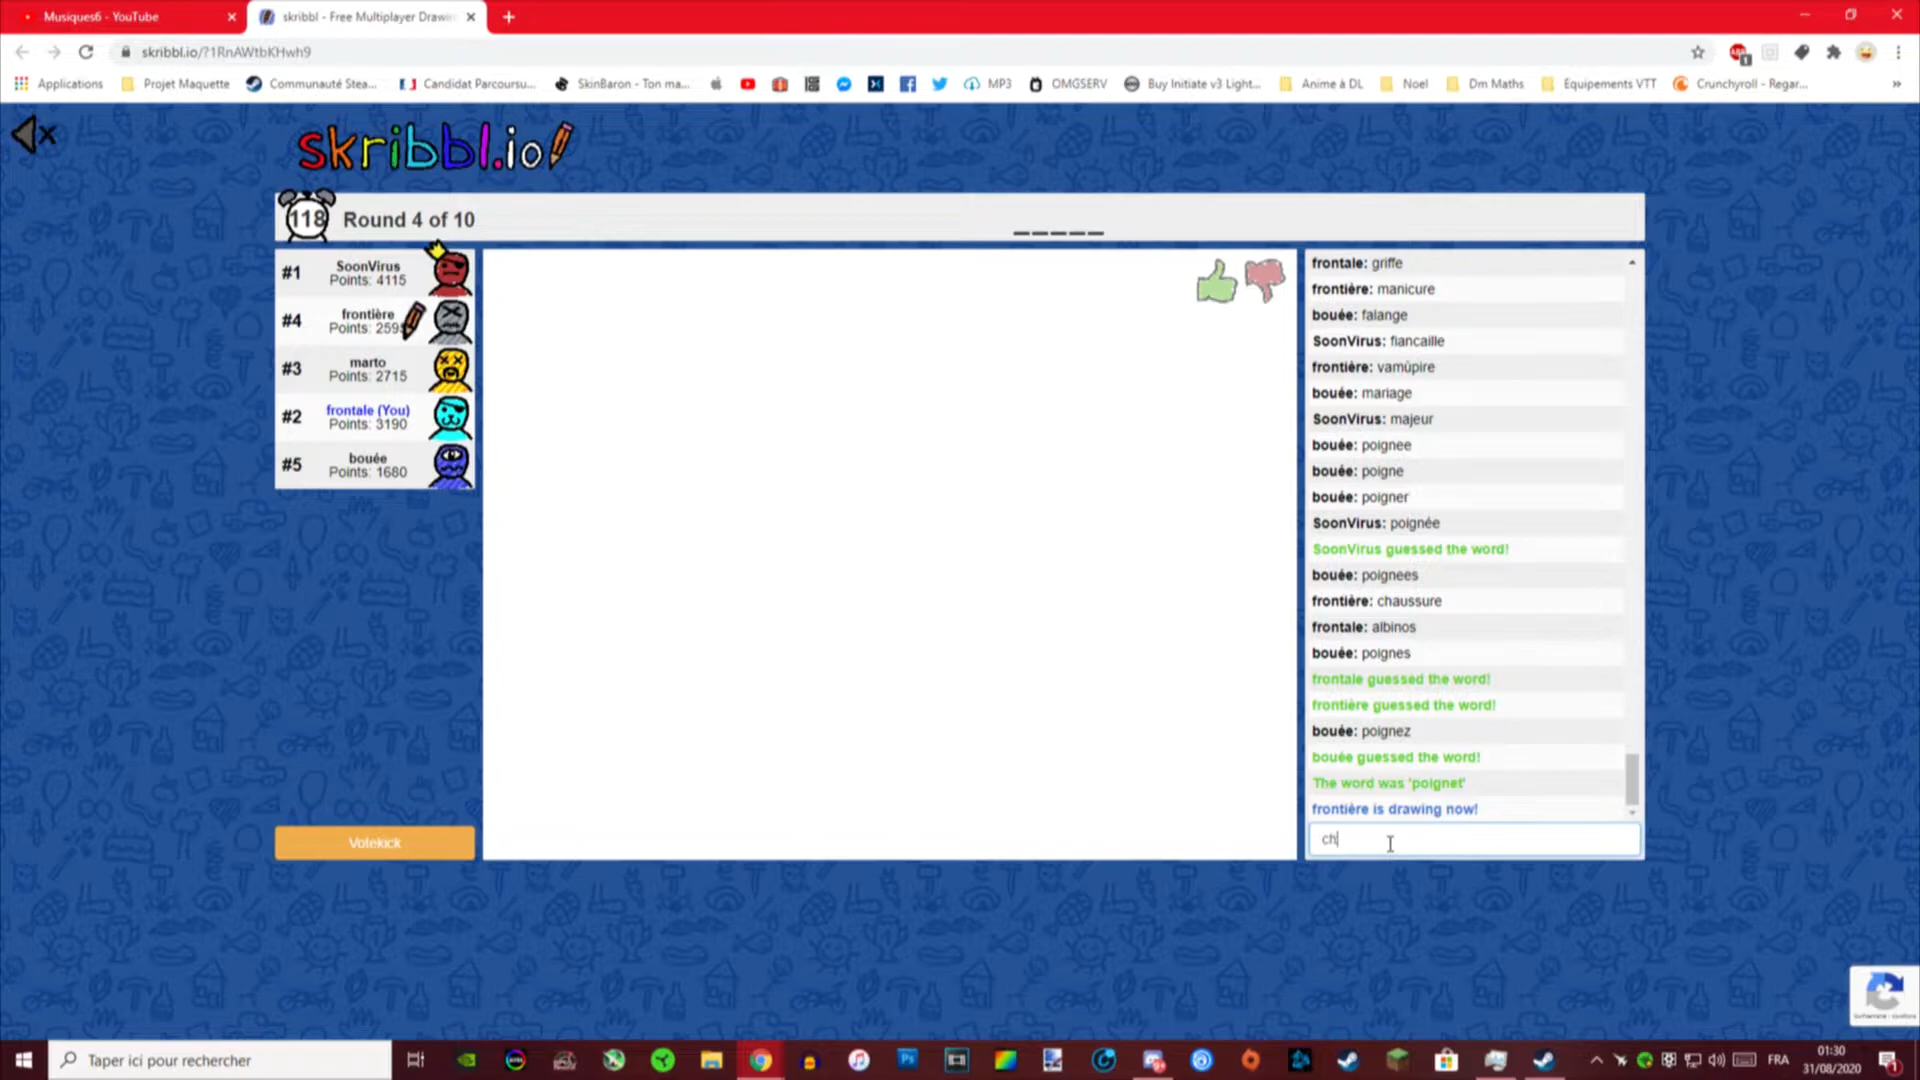 Musiques6 - YouTube
skribbl - Free Multiplayer Drawin
skribbl.io/?1RnAWtbKHwh9
Applications
Projet Maquette
Communauté Stea...
Candidat Parcoursu...
SkinBaron - Ton ma...
MP3
OMGSERV
Buy Initiate v3 Light...
Anime à DL
Noel
Dm Maths
Equipements VTT
Crunchyroll - Regar...
skribbl.io
118
Round 4 of 10
_____
#1
SoonVirus
Points: 4115
#4
frontière
Points: 259
#3
marto
Points: 2715
#2
frontale (You)
Points: 3190
#5
bouée
Points: 1680
Votekick
frontale: griffe
frontière: manicure
bouée: falange
SoonVirus: fiancaille
frontière: vamùpire
bouée: mariage
SoonVirus: majeur
bouée: poignee
bouée: poigne
bouée: poigner
SoonVirus: poignée
SoonVirus guessed the word!
bouée: poignees
frontière: chaussure
frontale: albinos
bouée: poignes
frontale guessed the word!
frontière guessed the word!
bouée: poignez
bouée guessed the word!
The word was 'poignet'
frontière is drawing now!
ch
Taper ici pour rechercher
FRA
01:30
31/08/2020